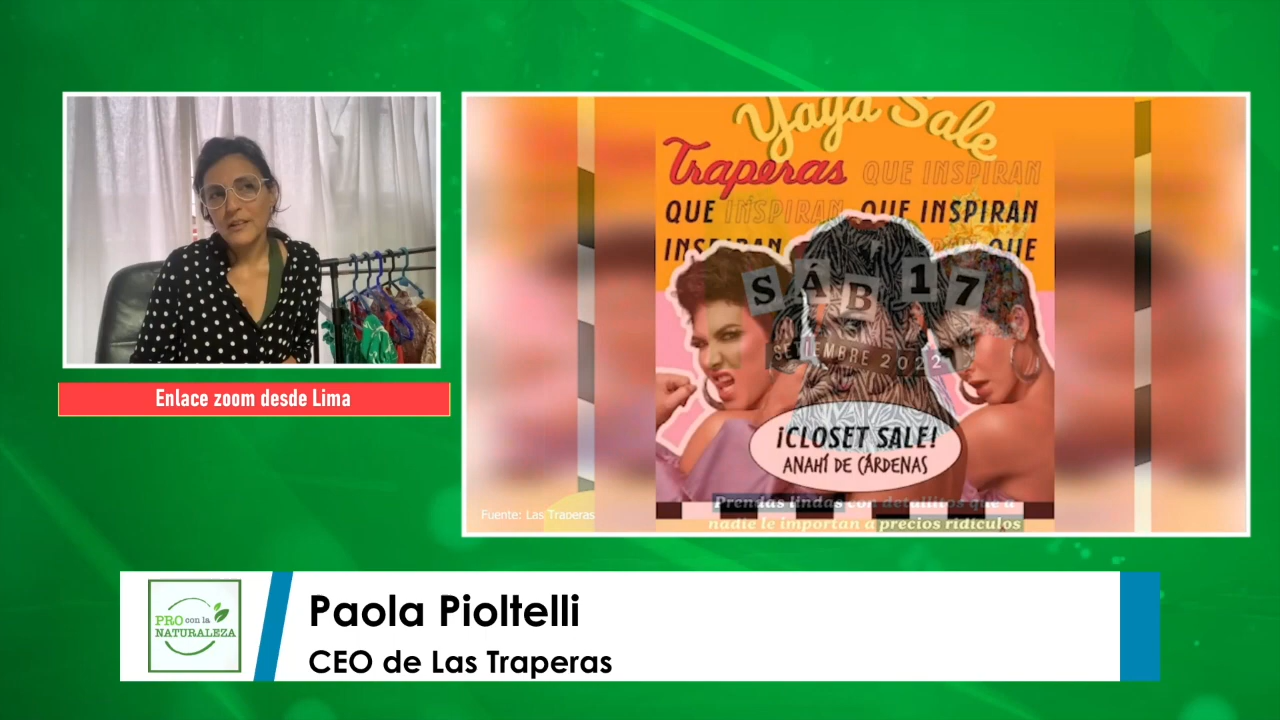 Yaya Sale
Traperas QUE INSPIRAN
QUE INSPIRAN QUE INSPIRAN
INSPIRAN QUE
SÁB 17
SETIEMBRE 2022
¡CLOSET SALE!
ANAHÍ DE CÁRDENAS
Prendas lindas con detallitos que a
nadie le importan a precios ridículos
Fuente: Las Traperas
Enlace zoom desde Lima
PRO con la
NATURALEZA
Paola Pioltelli
CEO de Las Traperas